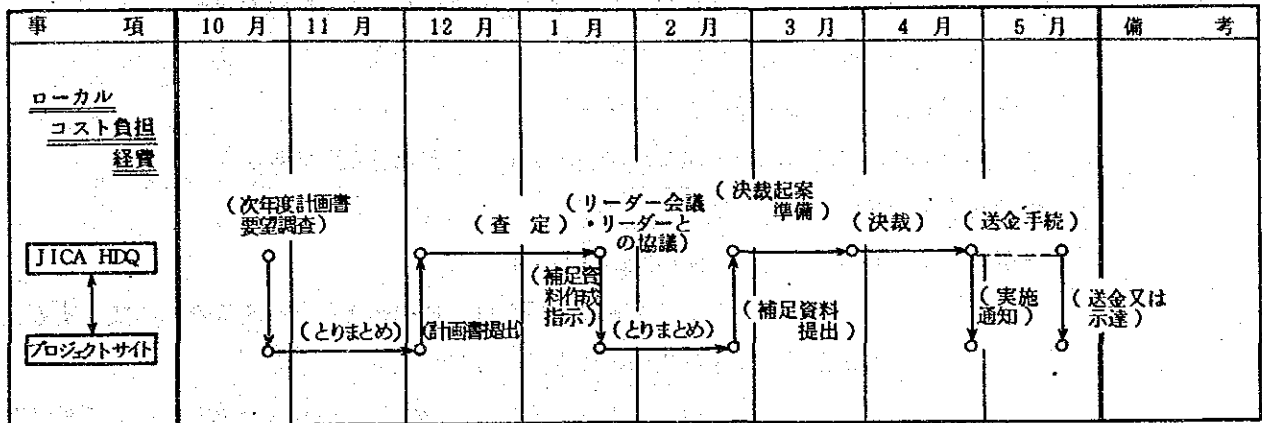 事 項 10 月 11 月 12 月 1 月 2 月 3 月 4 月 5 月 備 考
ローカル
コスト負担
経費
(次年度計画書
要望調査)
(査 定)
(リーダー会議
・リーダーと
の協議)
(決裁起案
準備)
(決裁)
(送金手続)
JICA HDQ
(補足資
料作成
指示)
(補足資料
提出)
(実施
通知)
(送金又は
示達)
(とりまとめ)
(計画書提出)
(とりまとめ)
プロジェクトサイト